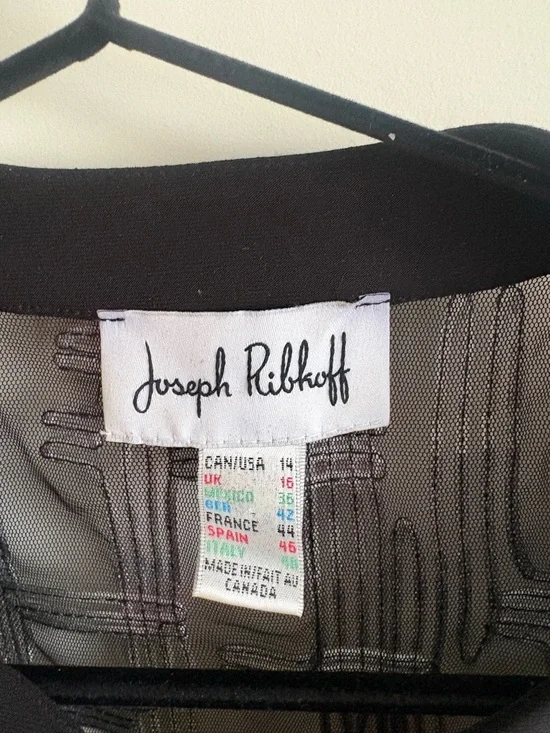 Joseph Ribkoff
CAN/USA 14
UK 16
MEXICO 36
GER 42
FRANCE 44
SPAIN 46
ITALY 48
MADE IN/FAIT AU
CANADA